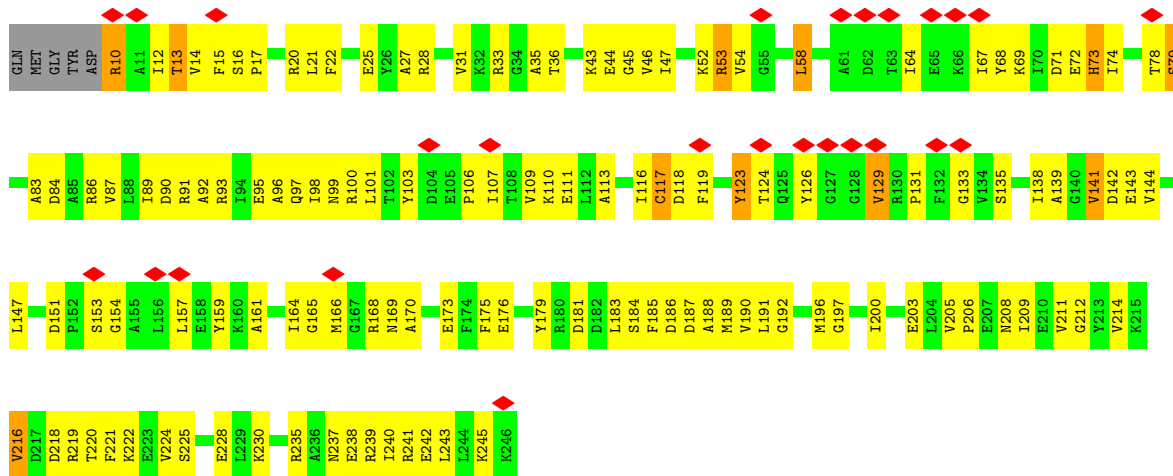 GLN MET GLY TYR ASP R10 A11 I12 T13 V14 F15 S16 P17 R20 L21 F22 E25 Y26 A27 R28 V31 K32 R33 G34 A35 T36 K43 E44 G45 V46 I47 K52 R53 V54 G55 L58 A61 D62 T63 I64 E65 K66 I67 Y68 K69 I70 D71 E72 H73 I74 T78 S79
A83 D84 A85 R86 V87 L88 I89 D90 R91 A92 R93 I94 E95 A96 Q97 I98 N99 R100 L101 T102 Y103 D104 E105 P106 I107 T108 V109 K110 E111 L112 A113 I116 C117 D118 F119 Y123 T124 Q125 Y126 G127 G128 V129 R130 P131 F132 G133 V134 S135 I138 A139 G140 V141 D142 E143 V144
L147 D151 P152 S153 G154 A155 L156 L157 E158 Y159 K160 A161 I164 G165 M166 G167 R168 N169 A170 E173 F174 F175 E176 Y179 R180 D181 D182 L183 S184 F185 D186 D187 A188 M189 V190 L191 G192 M196 G197 I200 E203 L204 V205 P206 E207 N208 I209 E210 V211 G212 Y213 V214 K215
V216 D217 D218 R219 T220 F221 K222 E223 V224 S225 E228 L229 K230 R235 A236 N237 E238 R239 I240 R241 E242 L243 L244 K245 K246